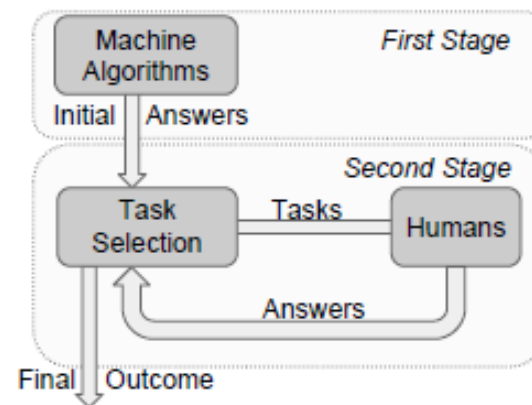 Machine
Algorithms
First Stage
Initial Answers
Second Stage
Task
Selection
Tasks
Humans
Answers
Final Outcome